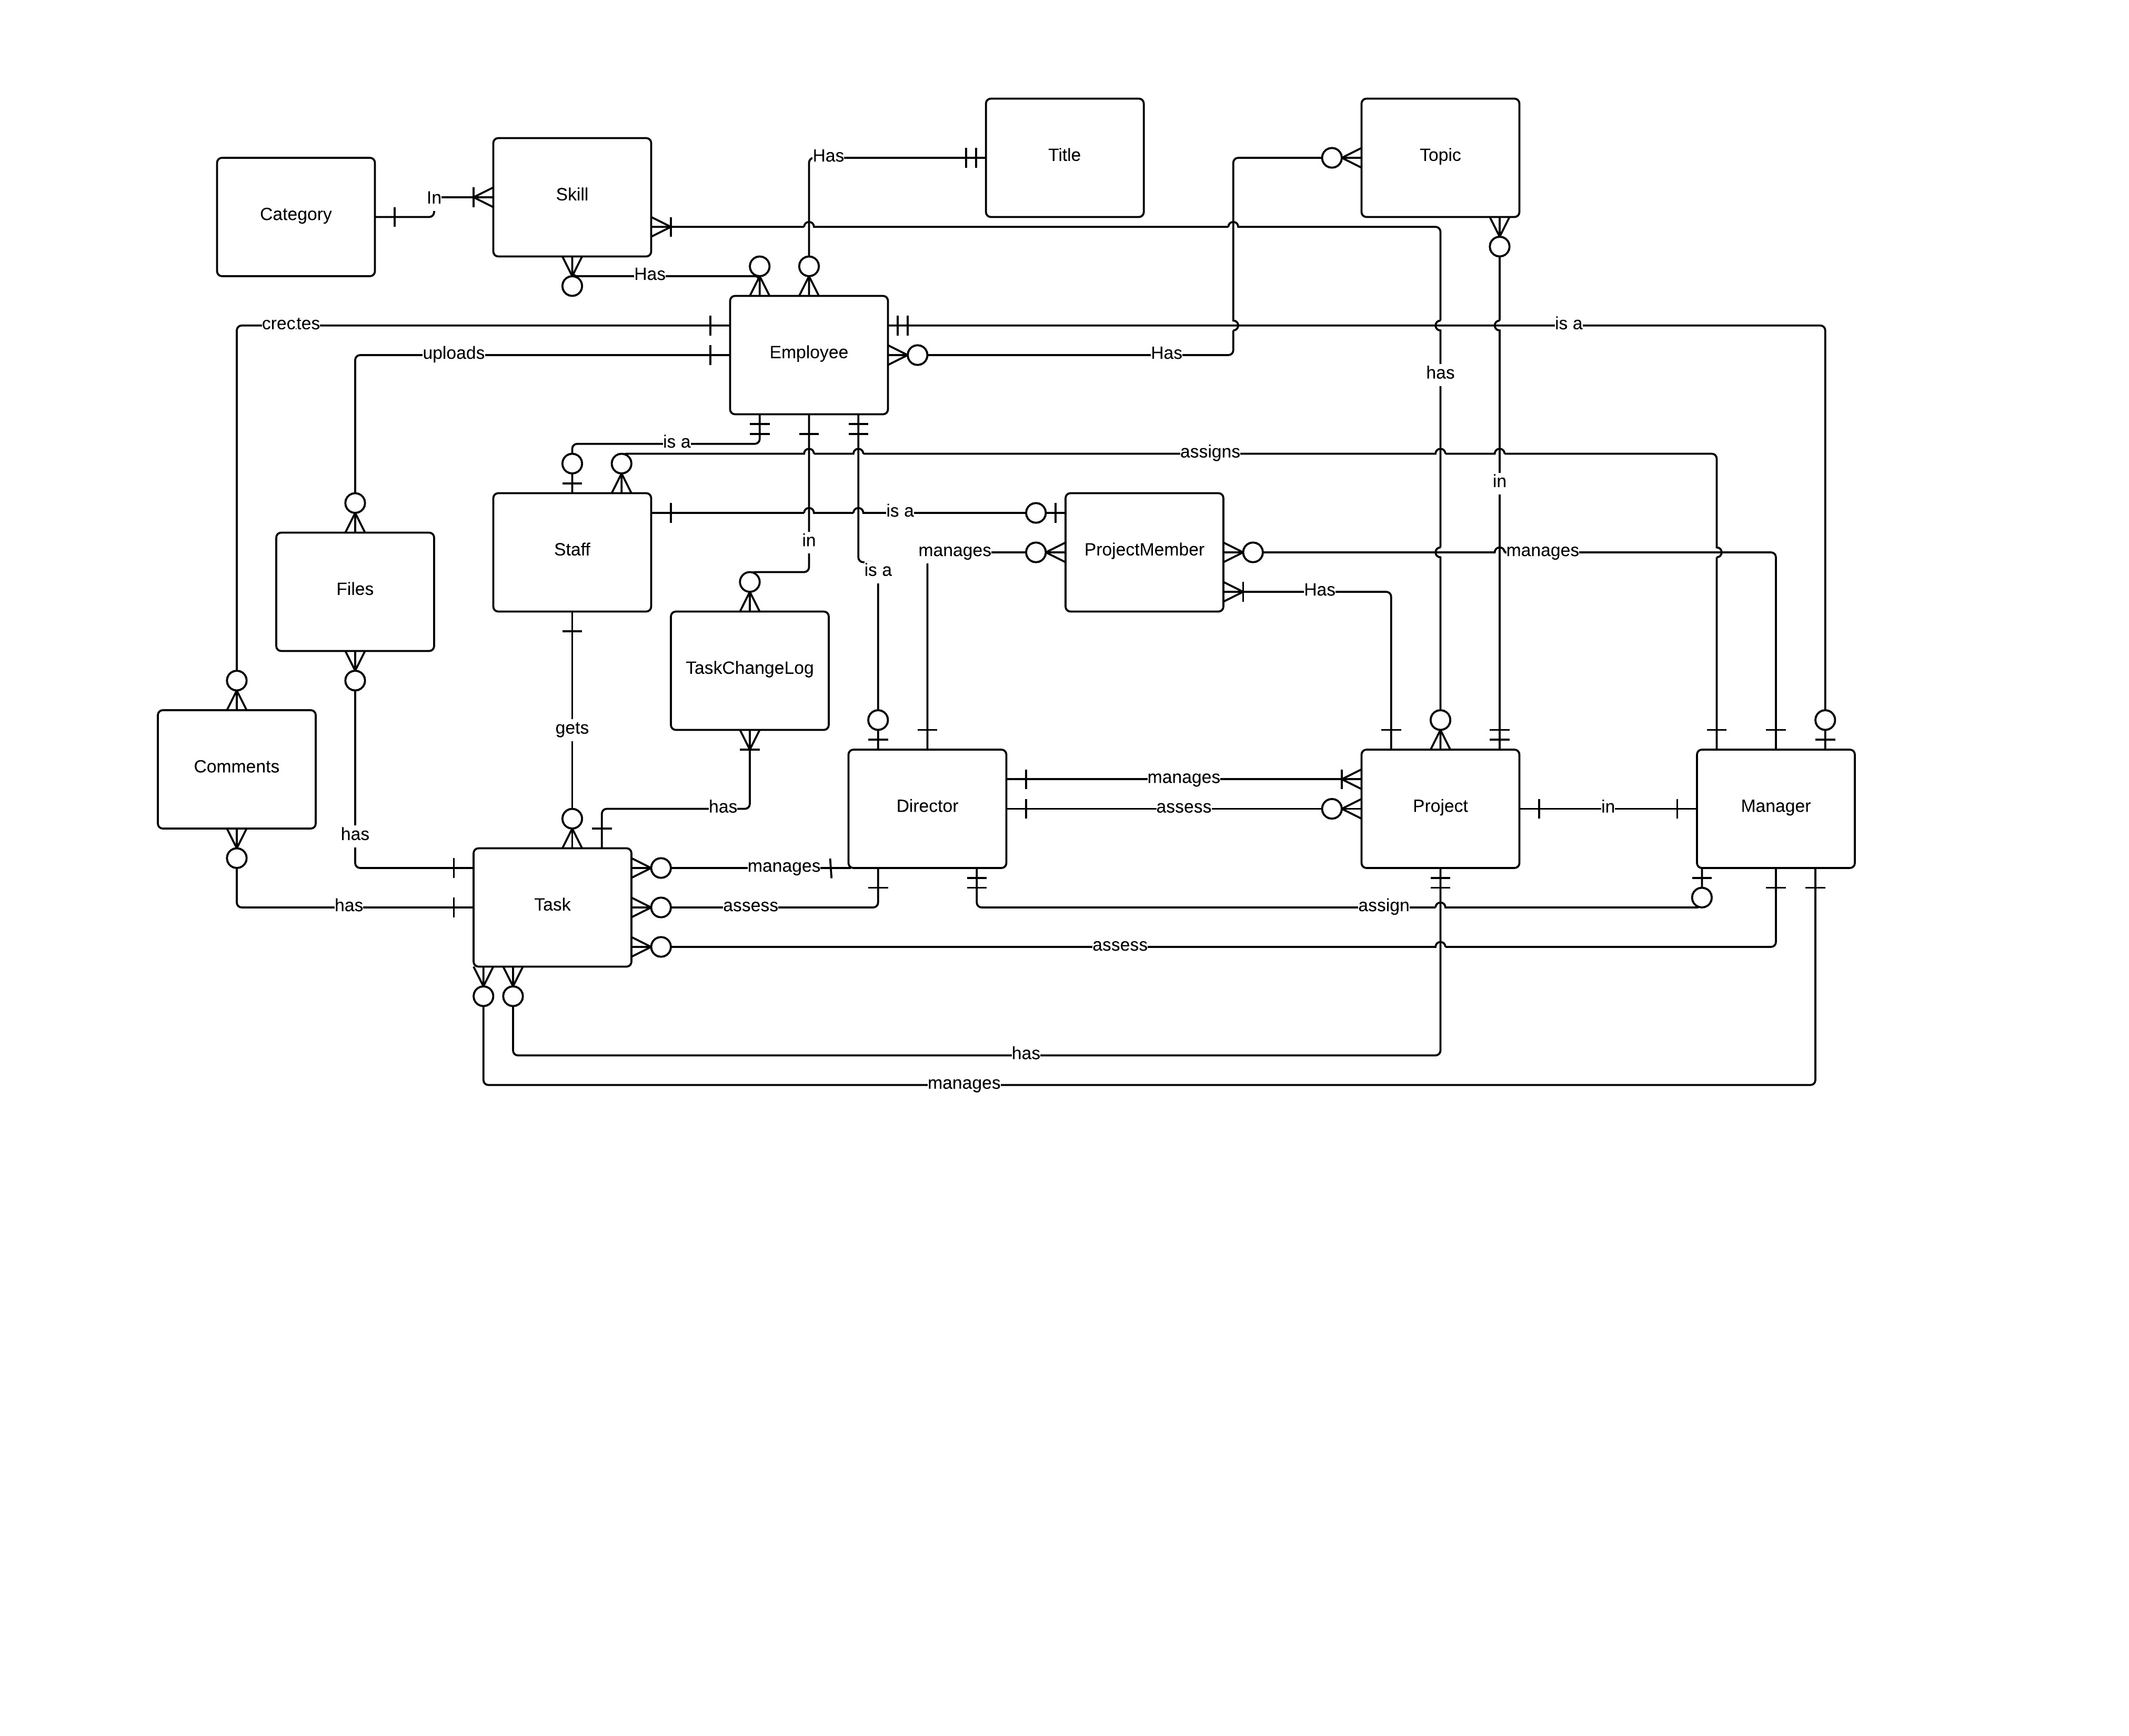 Title
Topic
Has
Skill
In
Category
Has
crectes
is a
Employee
uploads
Has
has
is a
assigns
in
is a
in
Staff
manages
ProjectMember
manages
is a
Files
Has
TaskChangeLog
gets
Comments
manages
has
Director
assess
Project
in
Manager
has
manages
Task
has
assess
assign
assess
has
manages